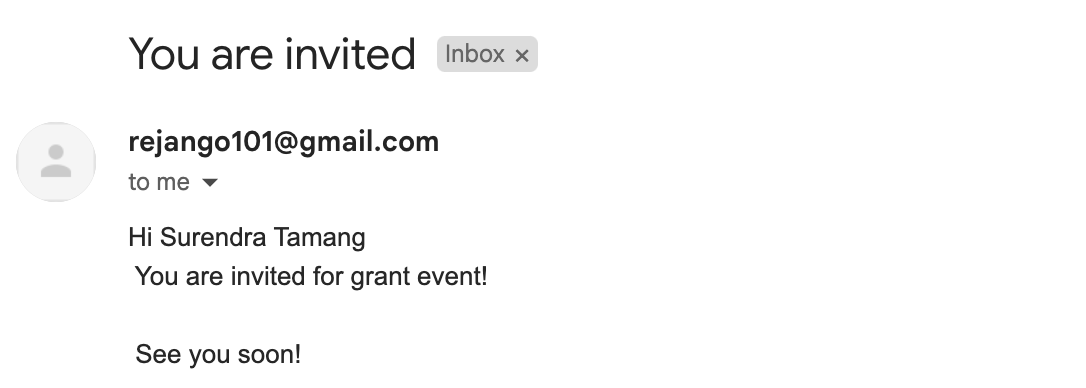 You are invited Inbox ×
rejango101@gmail.com
to me
Hi Surendra Tamang
You are invited for grant event!
See you soon!